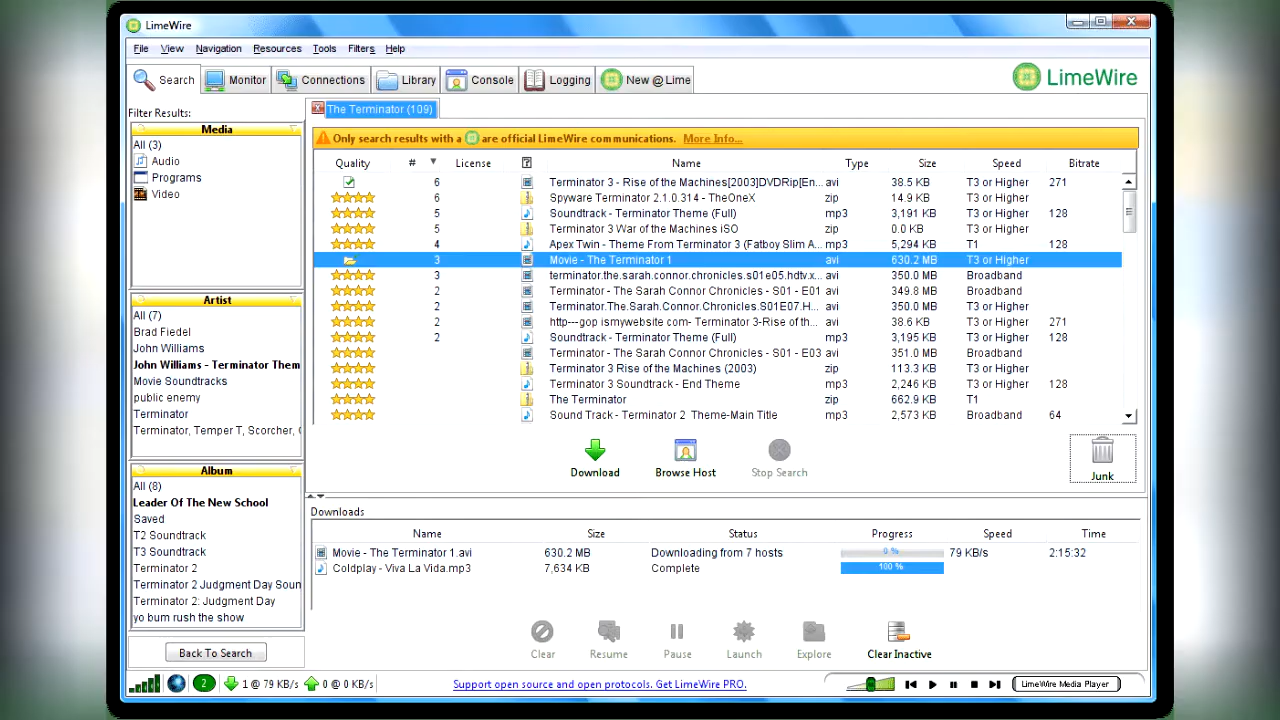 LimeWire
File View Navigation Resources Tools Filters Help
Search Monitor Connections Library Console Logging New @ Lime
LimeWire
Filter Results:
The Terminator (109)
Media
All (3)
Audio
Programs
Video
Only search results with a are official LimeWire communications. More Info...
Quality # License ? Name Type Size Speed Bitrate
6 Terminator 3 - Rise of the Machines[2003]DVDRip[En... avi 38.5 KB T3 or Higher 271
6 Spyware Terminator 2.1.0.314 - TheOneX zip 14.9 KB T3 or Higher
5 Soundtrack - Terminator Theme (Full) mp3 3,191 KB T3 or Higher 128
5 Terminator 3 War of the Machines iSO zip 0.0 KB T3 or Higher
4 Apex Twin - Theme From Terminator 3 (Fatboy Slim A... mp3 5,294 KB T1 128
3 Movie - The Terminator 1 avi 630.2 MB T3 or Higher
3 terminator.the.sarah.connor.chronicles.s01e05.hdtv.x... avi 350.0 MB Broadband
2 Terminator - The Sarah Connor Chronicles - S01 - E01 avi 349.8 MB Broadband
2 Terminator.The.Sarah.Connor.Chronicles.S01E07.H... avi 350.0 MB Broadband
2 http---gop ismywebsite com- Terminator 3-Rise of th... avi 38.6 KB T3 or Higher 271
2 Soundtrack - Terminator Theme (Full) mp3 3,195 KB T3 or Higher 128
Terminator - The Sarah Connor Chronicles - S01 - E03 avi 351.0 MB Broadband
Terminator 3 Rise of the Machines (2003) zip 113.3 KB T3 or Higher
Terminator 3 Soundtrack - End Theme mp3 2,246 KB T3 or Higher 128
The Terminator zip 662.9 KB T1
Sound Track - Terminator 2 Theme-Main Title mp3 2,573 KB Broadband 64
Artist
All (7)
Brad Fiedel
John Williams
John Williams - Terminator Them
Movie Soundtracks
public enemy
Terminator
Terminator, Temper T, Scorcher, 
Download Browse Host Stop Search Junk
Album
All (8)
Leader Of The New School
Saved
T2 Soundtrack
T3 Soundtrack
Terminator 2
Terminator 2 Judgment Day Soun
Terminator 2: Judgment Day
yo bum rush the show
Back To Search
Downloads
Name Size Status Progress Speed Time
Movie - The Terminator 1.avi 630.2 MB Downloading from 7 hosts 0 % 79 KB/s 2:15:32
Coldplay - Viva La Vida.mp3 7,634 KB Complete 100 %
Clear Resume Pause Launch Explore Clear Inactive
2 1 @ 79 KB/s 0 @ 0 KB/s Support open source and open protocols. Get LimeWire PRO. LimeWire Media Player